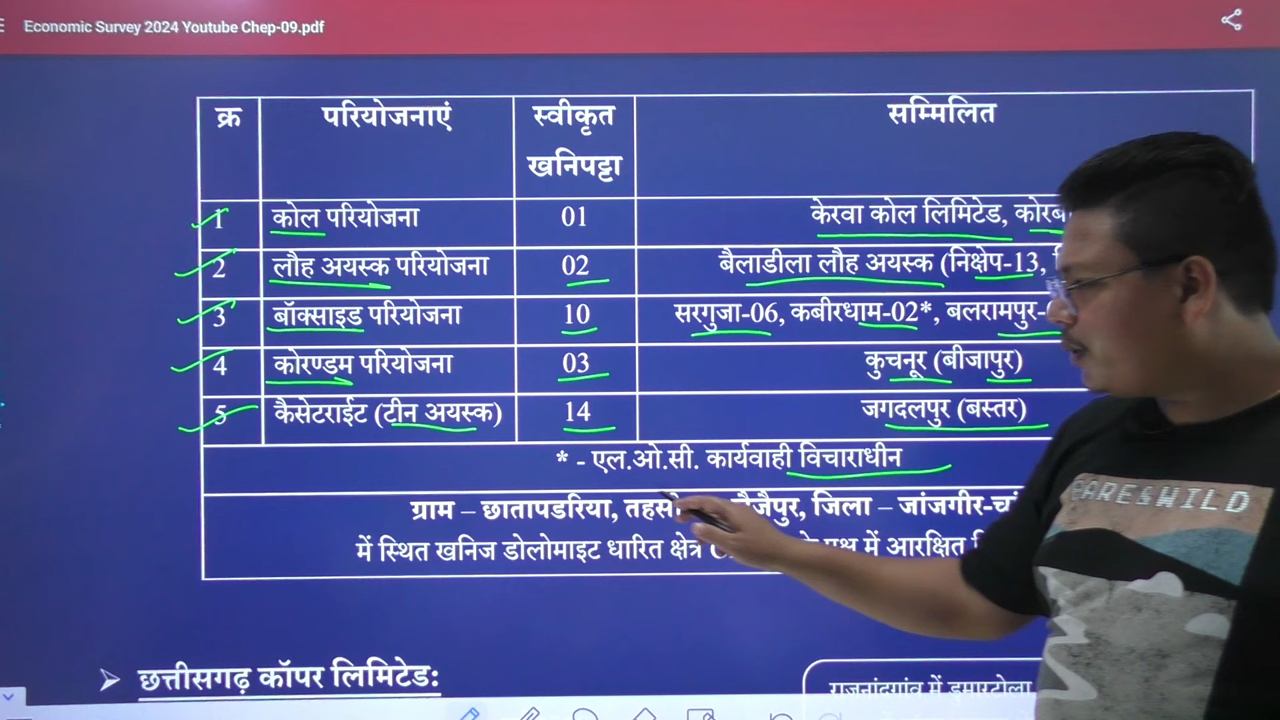 Economic Survey 2024 Youtube Chep-09.pdf
क्र परियोजनाएं स्वीकृत खनिपट्टा सम्मिलित
1 कोल परियोजना 01 केरवा कोल लिमिटेड,
2 लौह अयस्क परियोजना 02 बैलाडीला लौह अयस्क (निक्षेप-13,
3 बॉक्साइड परियोजना 10 सरगुजा-06, कबीरधाम-02*, बलरामपुर-
4 कोरण्डम परियोजना 03 कुचनूर (बीजापुर)
5 कैसेटराईट (टीन अयस्क) 14 जगदलपुर (बस्तर)
* - एल.ओ.सी. कार्यवाही विचाराधीन
ग्राम – छातापडरिया, जिला –
में स्थित खनिज डोलोमाइट धारित क्षेत्र में आरक्षित
➢ छत्तीसगढ़ कॉपर लिमिटेड:
RARE&WILD